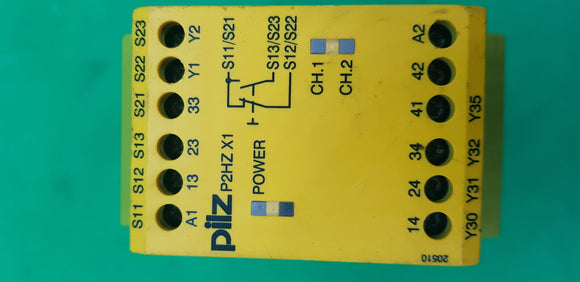 S11 S12 S13 S21 S22 S23
A1 13 23 33 Y1 Y2
pilz
P2HZ X1
POWER
S11/S21
S13/S23
S12/S22
CH.1
CH.2
14 24 34 41 42 A2
Y30 Y31 Y32 Y35
20510